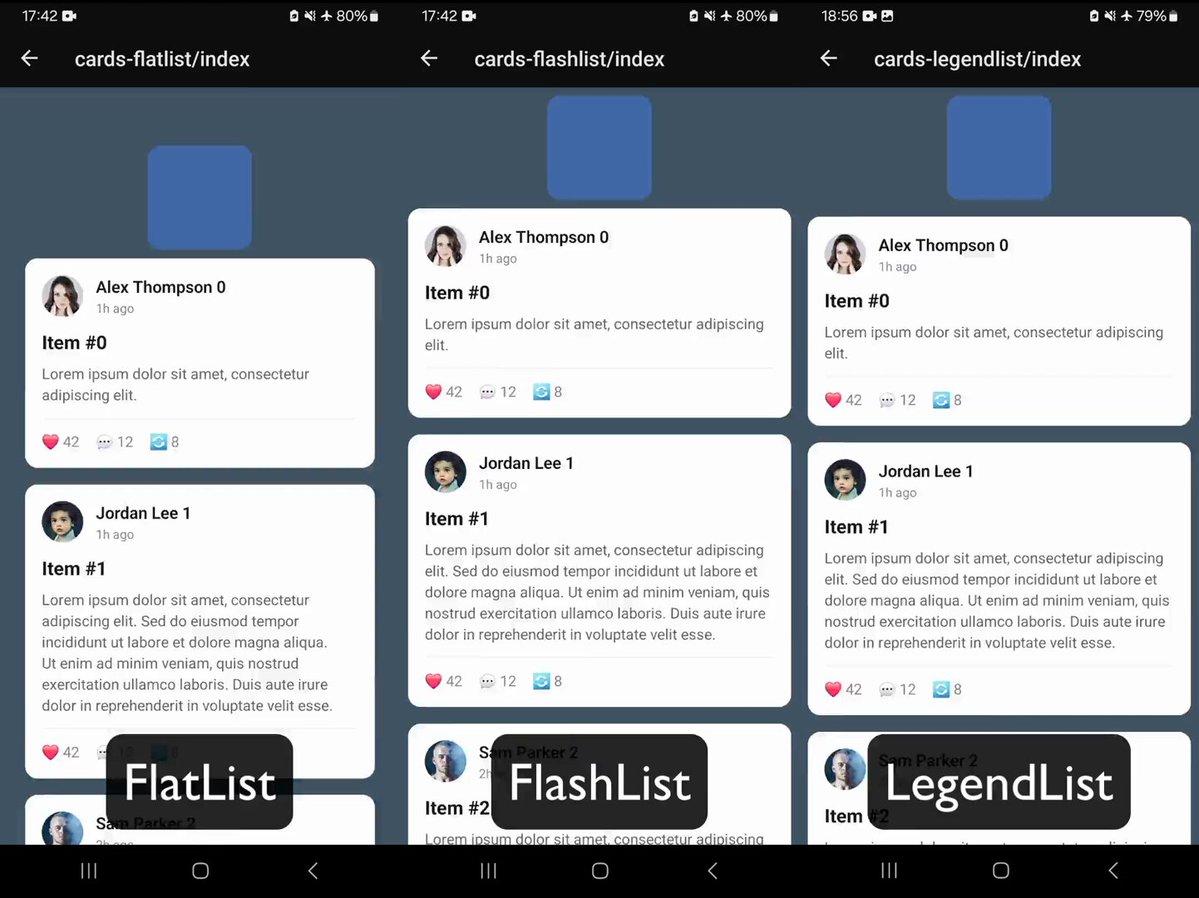 17:42
80%
cards-flatlist/index
Alex Thompson 0
1h ago
Item #0
Lorem ipsum dolor sit amet, consectetur
adipiscing elit.
42 12 8
Jordan Lee 1
1h ago
Item #1
Lorem ipsum dolor sit amet, consectetur
adipiscing elit. Sed do eiusmod tempor
incididunt ut labore et dolore magna aliqua.
Ut enim ad minim veniam, quis nostrud
exercitation ullamco laboris. Duis aute irure
dolor in reprehenderit in voluptate velit esse.
42 12 8
Sam Parker 2
FlatList
17:42
80%
cards-flashlist/index
Alex Thompson 0
1h ago
Item #0
Lorem ipsum dolor sit amet, consectetur adipiscing
elit.
42 12 8
Jordan Lee 1
1h ago
Item #1
Lorem ipsum dolor sit amet, consectetur adipiscing
elit. Sed do eiusmod tempor incididunt ut labore et
dolore magna aliqua. Ut enim ad minim veniam, quis
nostrud exercitation ullamco laboris. Duis aute irure
dolor in reprehenderit in voluptate velit esse.
42 12 8
Sam Parker 2
Item #2
Lorem ipsum dolor sit amet, consectetur adipiscing
FlashList
18:56
79%
cards-legendlist/index
Alex Thompson 0
1h ago
Item #0
Lorem ipsum dolor sit amet, consectetur adipiscing
elit.
42 12 8
Jordan Lee 1
1h ago
Item #1
Lorem ipsum dolor sit amet, consectetur adipiscing
elit. Sed do eiusmod tempor incididunt ut labore et
dolore magna aliqua. Ut enim ad minim veniam, quis
nostrud exercitation ullamco laboris. Duis aute irure
dolor in reprehenderit in voluptate velit esse.
42 12 8
Sam Parker 2
Item #2
LegendList